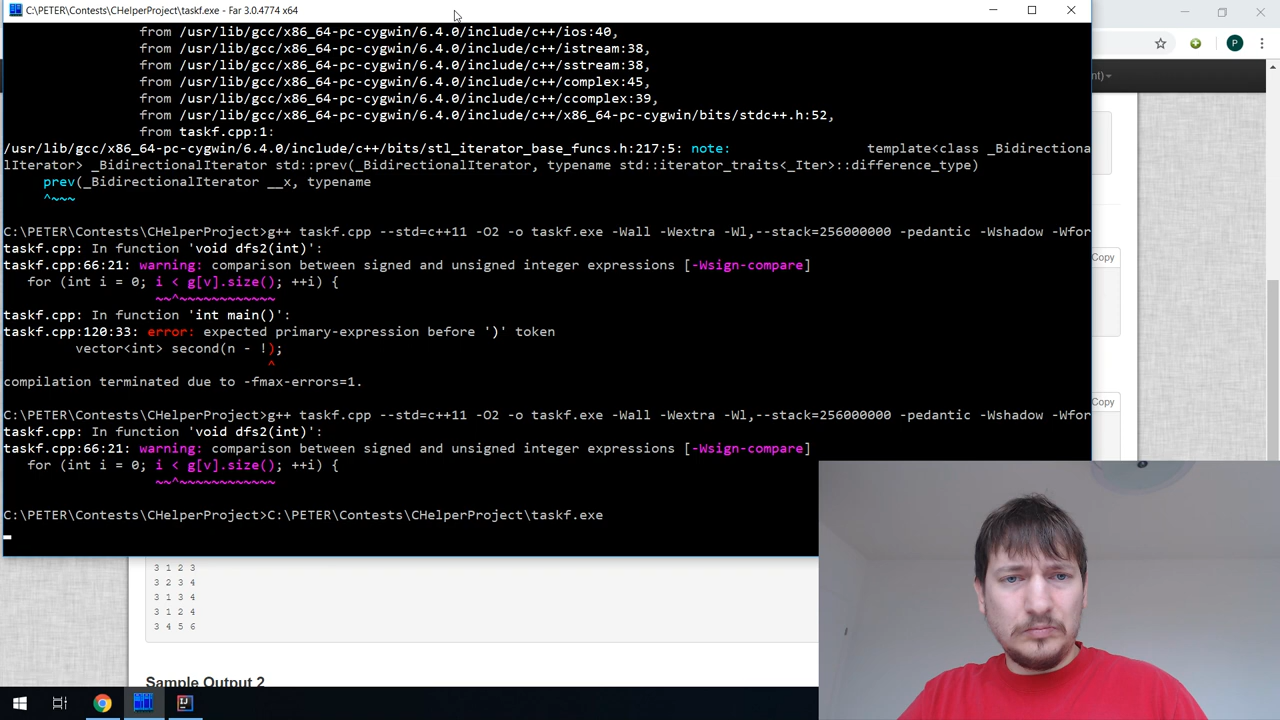 C:\PETER\Contests\CHelperProject\taskf.exe - Far 3.0.4774 x64
from /usr/lib/gcc/x86_64-pc-cygwin/6.4.0/include/c++/ios:40,
from /usr/lib/gcc/x86_64-pc-cygwin/6.4.0/include/c++/istream:38,
from /usr/lib/gcc/x86_64-pc-cygwin/6.4.0/include/c++/sstream:38,
from /usr/lib/gcc/x86_64-pc-cygwin/6.4.0/include/c++/complex:45,
from /usr/lib/gcc/x86_64-pc-cygwin/6.4.0/include/c++/ccomplex:39,
from /usr/lib/gcc/x86_64-pc-cygwin/6.4.0/include/c++/x86_64-pc-cygwin/bits/stdc++.h:52,
from taskf.cpp:1:
/usr/lib/gcc/x86_64-pc-cygwin/6.4.0/include/c++/bits/stl_iterator_base_funcs.h:217:5: note: template<class _Bidirectiona
lIterator> _BidirectionalIterator std::prev(_BidirectionalIterator, typename std::iterator_traits<_Iter>::difference_type)
prev(_BidirectionalIterator __x, typename
^~~~
C:\PETER\Contests\CHelperProject>g++ taskf.cpp --std=c++11 -O2 -o taskf.exe -Wall -Wextra -Wl,--stack=256000000 -pedantic -Wshadow -Wfor
taskf.cpp: In function 'void dfs2(int)':
taskf.cpp:66:21: warning: comparison between signed and unsigned integer expressions [-Wsign-compare]
for (int i = 0; i < g[v].size(); ++i) {
~~^~~~~~~~~~~~~
taskf.cpp: In function 'int main()':
taskf.cpp:120:33: error: expected primary-expression before ')' token
vector<int> second(n - !);
^
compilation terminated due to -fmax-errors=1.
C:\PETER\Contests\CHelperProject>g++ taskf.cpp --std=c++11 -O2 -o taskf.exe -Wall -Wextra -Wl,--stack=256000000 -pedantic -Wshadow -Wfor
taskf.cpp: In function 'void dfs2(int)':
taskf.cpp:66:21: warning: comparison between signed and unsigned integer expressions [-Wsign-compare]
for (int i = 0; i < g[v].size(); ++i) {
~~^~~~~~~~~~~~~
C:\PETER\Contests\CHelperProject>C:\PETER\Contests\CHelperProject\taskf.exe
P
nt)
Copy
Copy
3 1 2 3
3 2 3 4
3 1 3 4
3 1 2 4
3 4 5 6
Sample Output 2